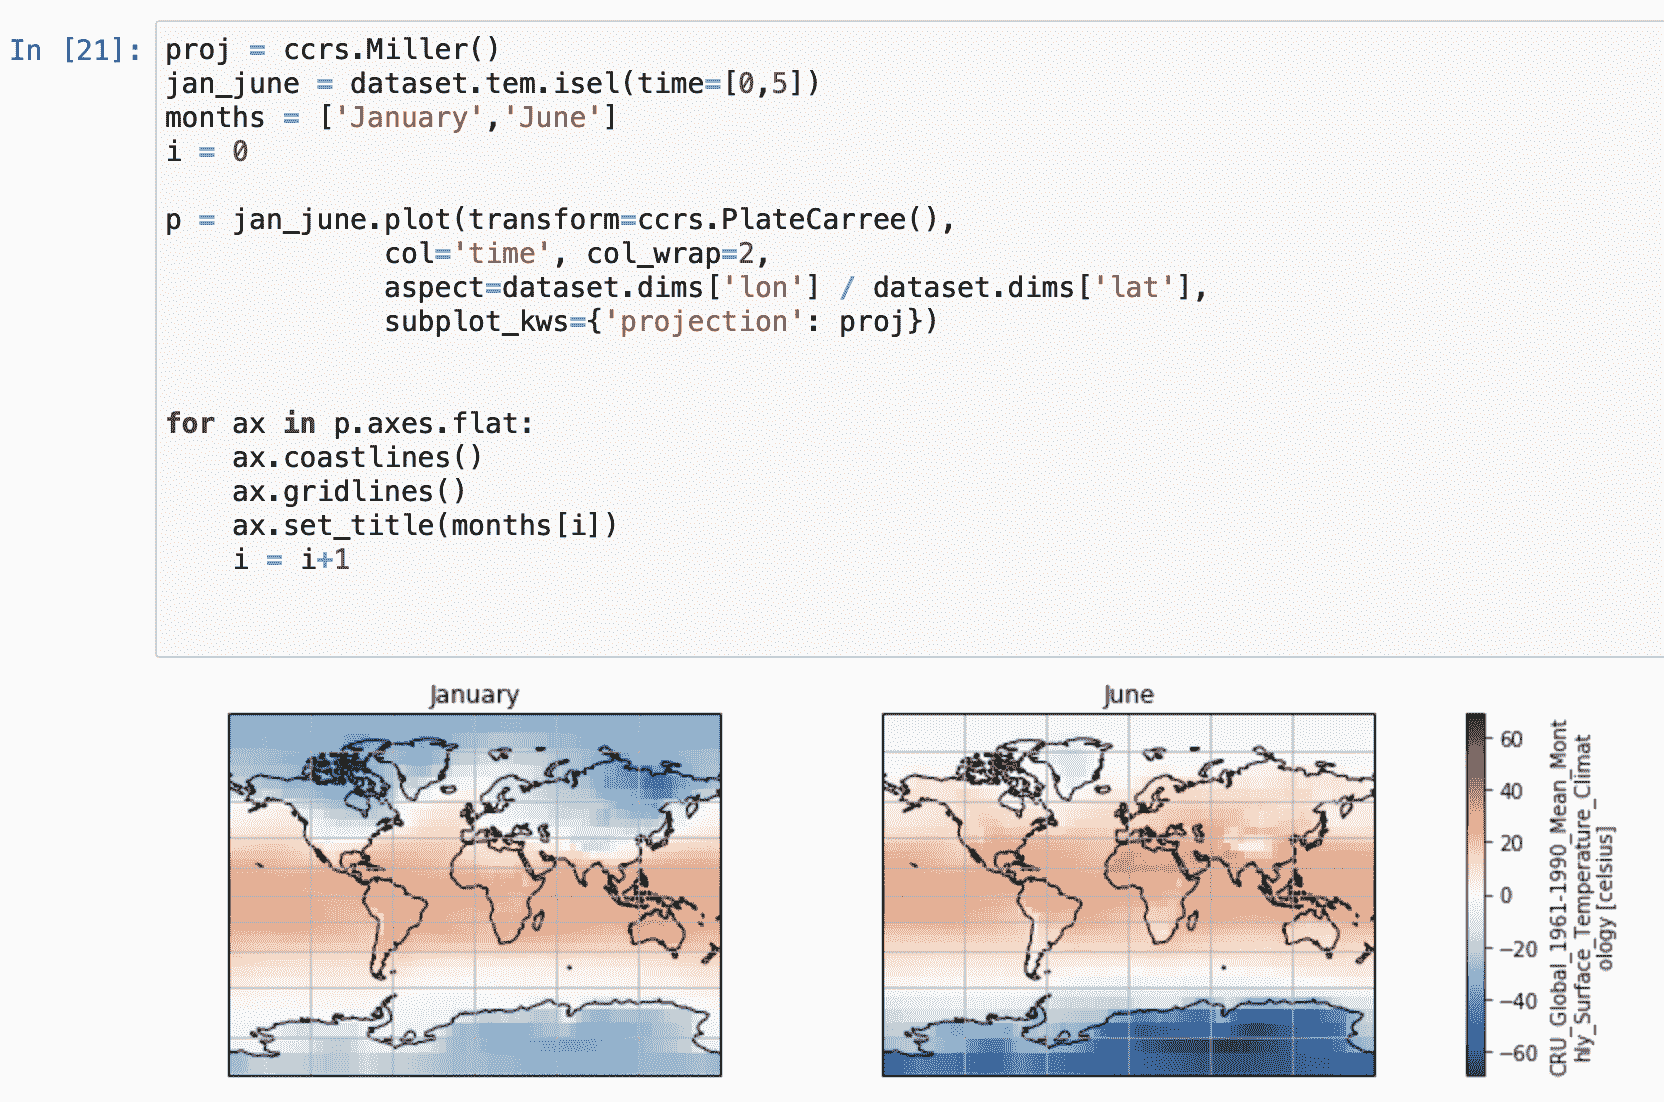 In [21]:
proj = ccrs.Miller()
jan_june = dataset.tem.isel(time=[0,5])
months = ['January','June']
i = 0
p = jan_june.plot(transform=ccrs.PlateCarree(),
col='time', col_wrap=2,
aspect=dataset.dims['lon'] / dataset.dims['lat'],
subplot_kws={'projection': proj})
for ax in p.axes.flat:
ax.coastlines()
ax.gridlines()
ax.set_title(months[i])
i = i+1
January
June
60
40
20
0
−20
−40
−60
CRU_Global_1961-1990_Mean_Mont
hly_Surface_Temperature_Climat
ology [celsius]